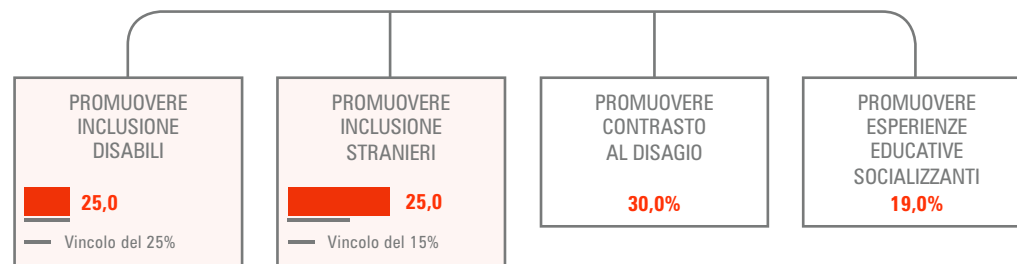 PROMUOVERE
INCLUSIONE
DISABILI
25,0
Vincolo del 25%
PROMUOVERE
INCLUSIONE
STRANIERI
25,0
Vincolo del 15%
PROMUOVERE
CONTRASTO
AL DISAGIO
30,0%
PROMUOVERE
ESPERIENZE
EDUCATIVE
SOCIALIZZANTI
19,0%